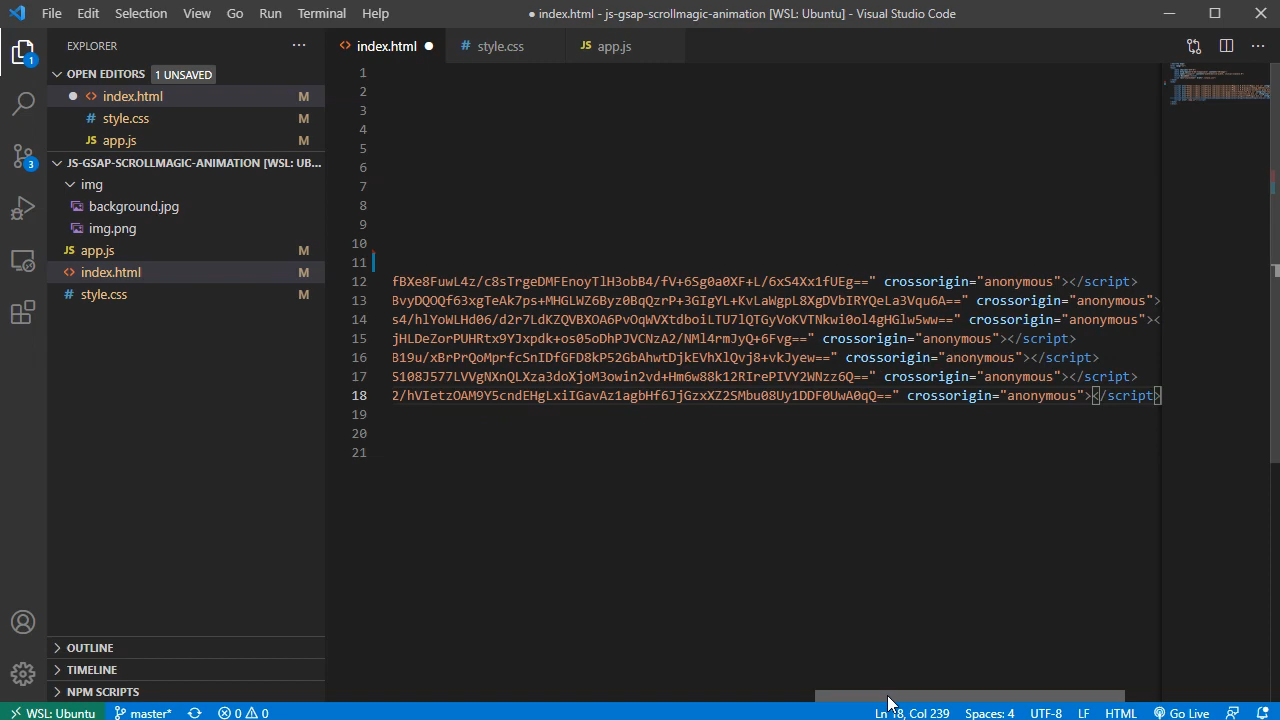 File Edit Selection View Go Run Terminal Help
● index.html - js-gsap-scrollmagic-animation [WSL: Ubuntu] - Visual Studio Code
EXPLORER
OPEN EDITORS 1 UNSAVED
index.html M
style.css M
app.js M
JS-GSAP-SCROLLMAGIC-ANIMATION [WSL: UB...
img
background.jpg
img.png
JS app.js M
index.html M
style.css M
OUTLINE
TIMELINE
NPM SCRIPTS
index.html
style.css
JS app.js
1
2
3
4
5
6
7
8
9
10
11
12 fBXe8FuwL4z/c8sTrgeDMFEnoyTlH3obB4/fV+6Sg0a0XF+L/6xS4Xx1fUEg==" crossorigin="anonymous"></script>
13 BvyDQOQf63xgTeAk7ps+MHGLWZ6Byz0BqQzrP+3GIgYL+KvLaWgpL8XgDVbIRYQeLa3Vqu6A==" crossorigin="anonymous">
14 s4/hlYoWLHd06/d2r7LdKZQVBXOA6PvOqWVXtdboiLTU7lQTGyVoKVTNkwi0ol4gHGlw5ww==" crossorigin="anonymous"><
15 jHLDeZorPUHRtx9YJxpdk+os05oDhPJVCNzA2/NMl4rmJyQ+6Fvg==" crossorigin="anonymous"></script>
16 B19u/xBrPrQoMprfcSnIDfGFD8kP52GbAhwtDjkEVhXlQvj8+vkJyew==" crossorigin="anonymous"></script>
17 S108J577LVVgNXnQLXza3doXjoM3owin2vd+Hm6w88k12RIrePIVY2WNzz6Q==" crossorigin="anonymous"></script>
18 2/hVIetzOAM9Y5cndEHgLxiIGavAz1agbHf6JjGzxXZ2SMbu08Uy1DDF0UwA0qQ==" crossorigin="anonymous"></script>
19
20
21
1
3
WSL: Ubuntu master* 0 0 Ln 18, Col 239 Spaces: 4 UTF-8 LF HTML Go Live